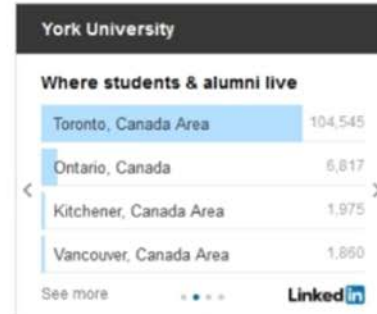 York University
Where students & alumni live
Toronto, Canada Area 104,545
Ontario, Canada 6,817
Kitchener, Canada Area 1,975
Vancouver, Canada Area 1,860
See more LinkedIn